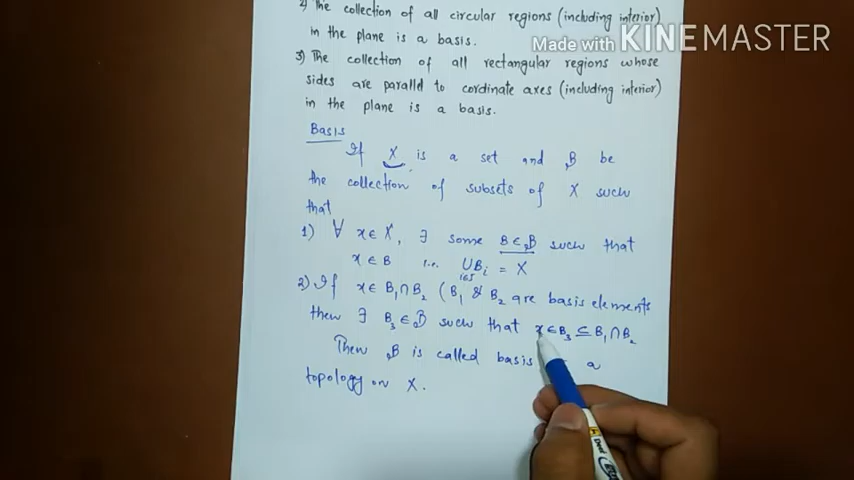 2) The collection of all circular regions (including interior)
in the plane is a basis.
Made with KINEMASTER
3) The collection of all rectangular regions whose
sides are paralld to cordinate axes (including interior)
in the plane is a basis.
Basis
If X is a set and B be
the collection of subsets of X such
that
1) ∀ x ∈ X, ∃ some B ∈ B such that
x ∈ B i.e. ∪ Bᵢ = X
i∈J
2) If x ∈ B₁ ∩ B₂ (B₁ & B₂ are basis elements
then ∃ B₃ ∈ B such that x ∈ B₃ ⊆ B₁ ∩ B₂
Then B is called basis a
topology on X.